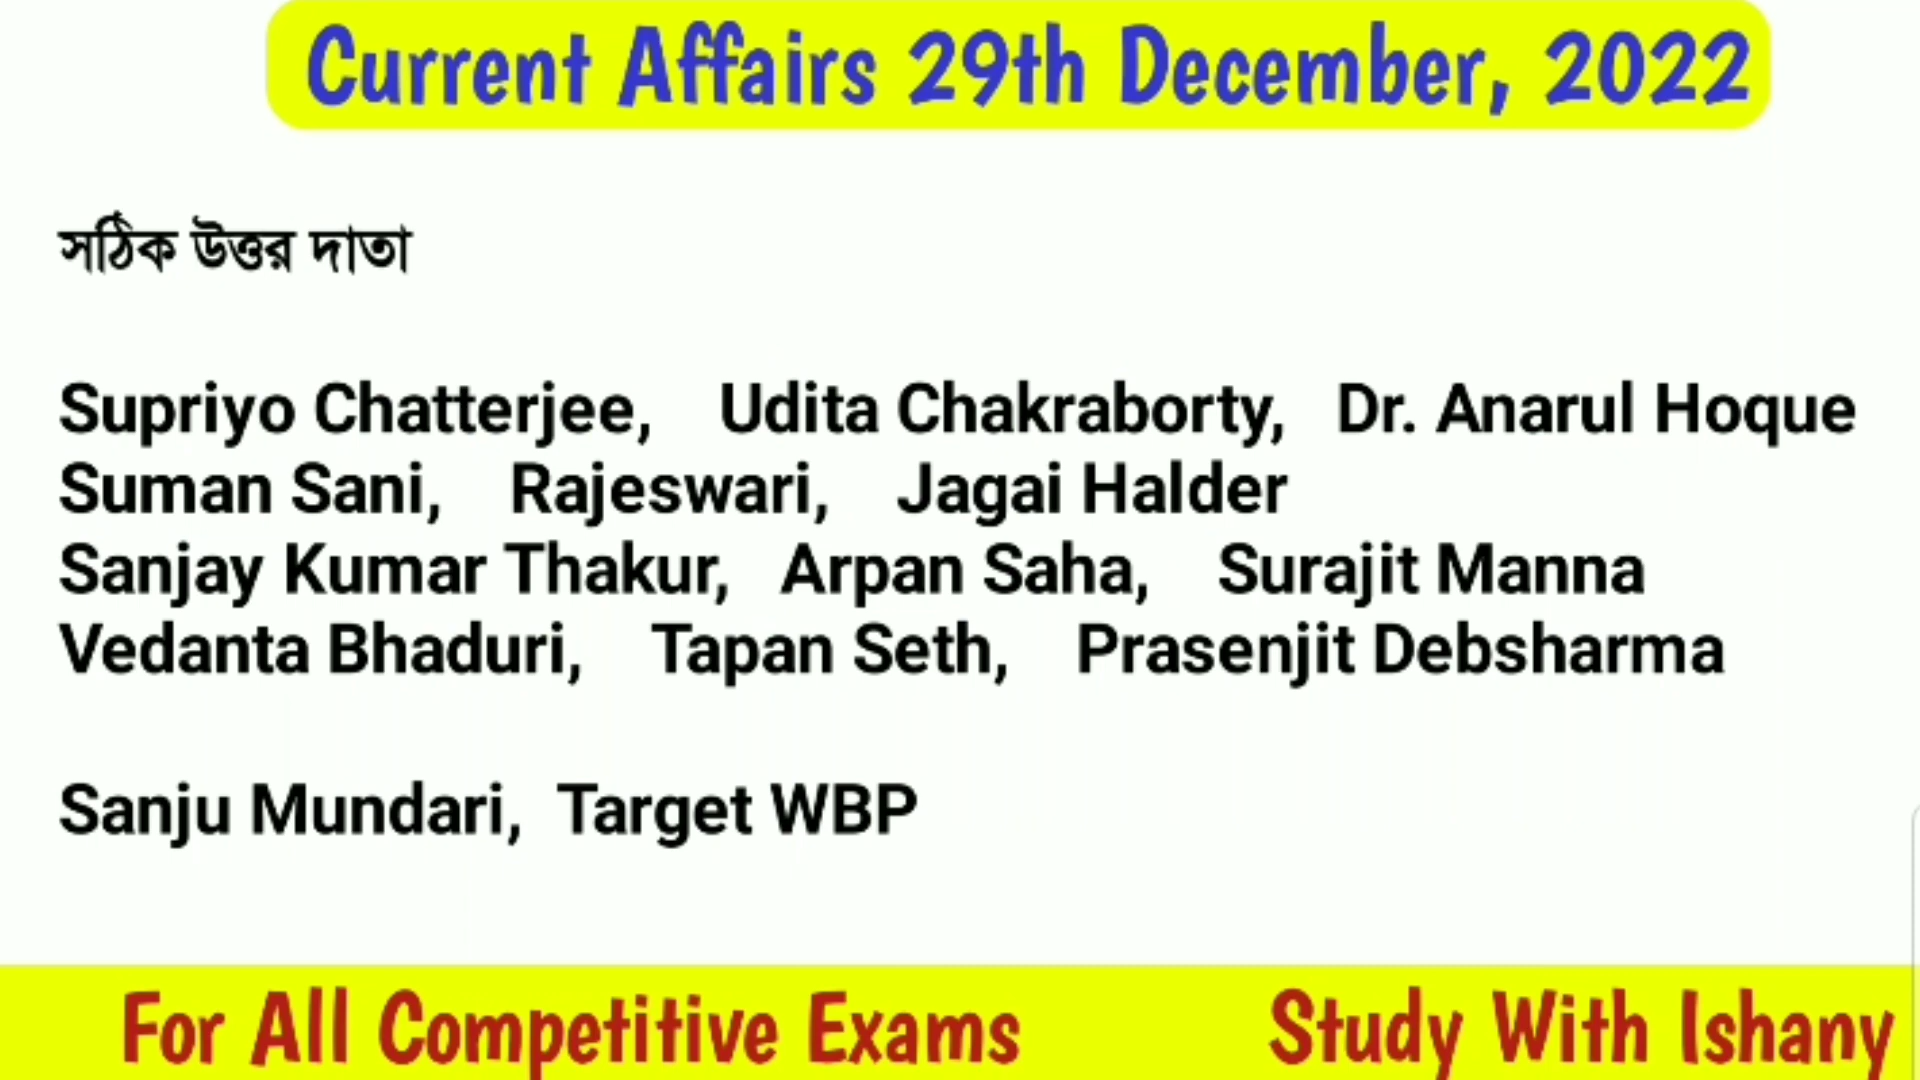 Current Affairs 29th December, 2022
সঠিক উত্তর দাতা
Supriyo Chatterjee, Udita Chakraborty, Dr. Anarul Hoque
Suman Sani, Rajeswari, Jagai Halder
Sanjay Kumar Thakur, Arpan Saha, Surajit Manna
Vedanta Bhaduri, Tapan Seth, Prasenjit Debsharma
Sanju Mundari, Target WBP
For All Competitive Exams Study With Ishany